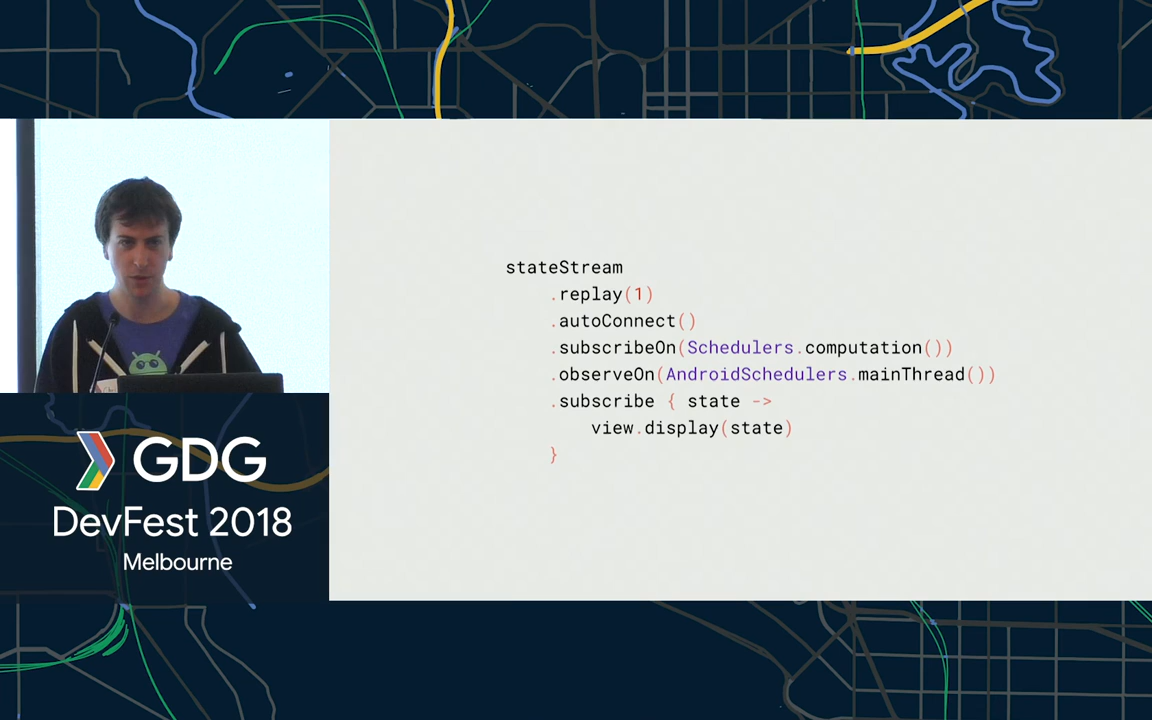 stateStream
.replay(1)
.autoConnect()
.subscribeOn(Schedulers.computation())
.observeOn(AndroidSchedulers.mainThread())
.subscribe { state ->
view.display(state)
}
GDG
DevFest 2018
Melbourne